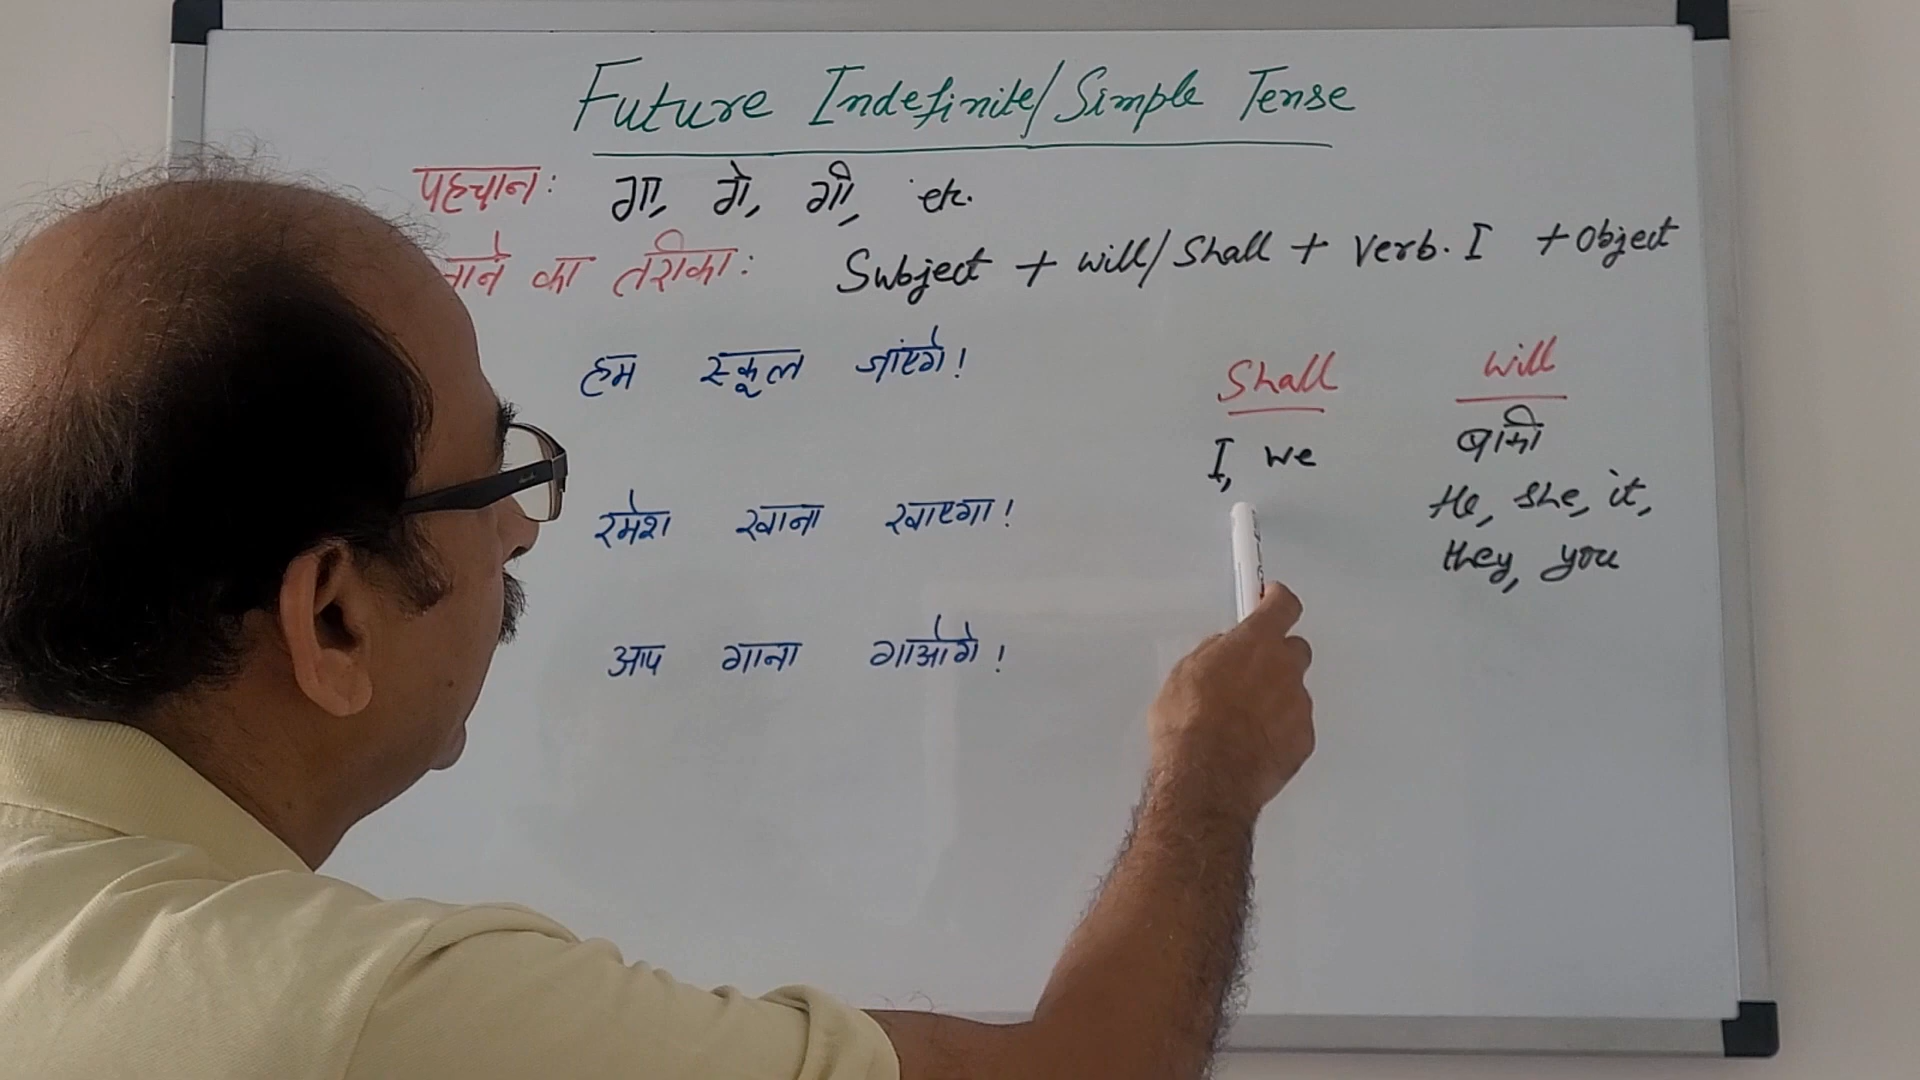 Future Indefinite/Simple Tense
पहचान: गा, गे, गी, etc.
का तरीका: Subject + will/Shall + Verb.I + Object
हम स्कूल जांएगे!
Shall will
I, we बाकी
रमेश खाना खाएगा!
He, She, it,
they, you
आप गाना गाओगे!